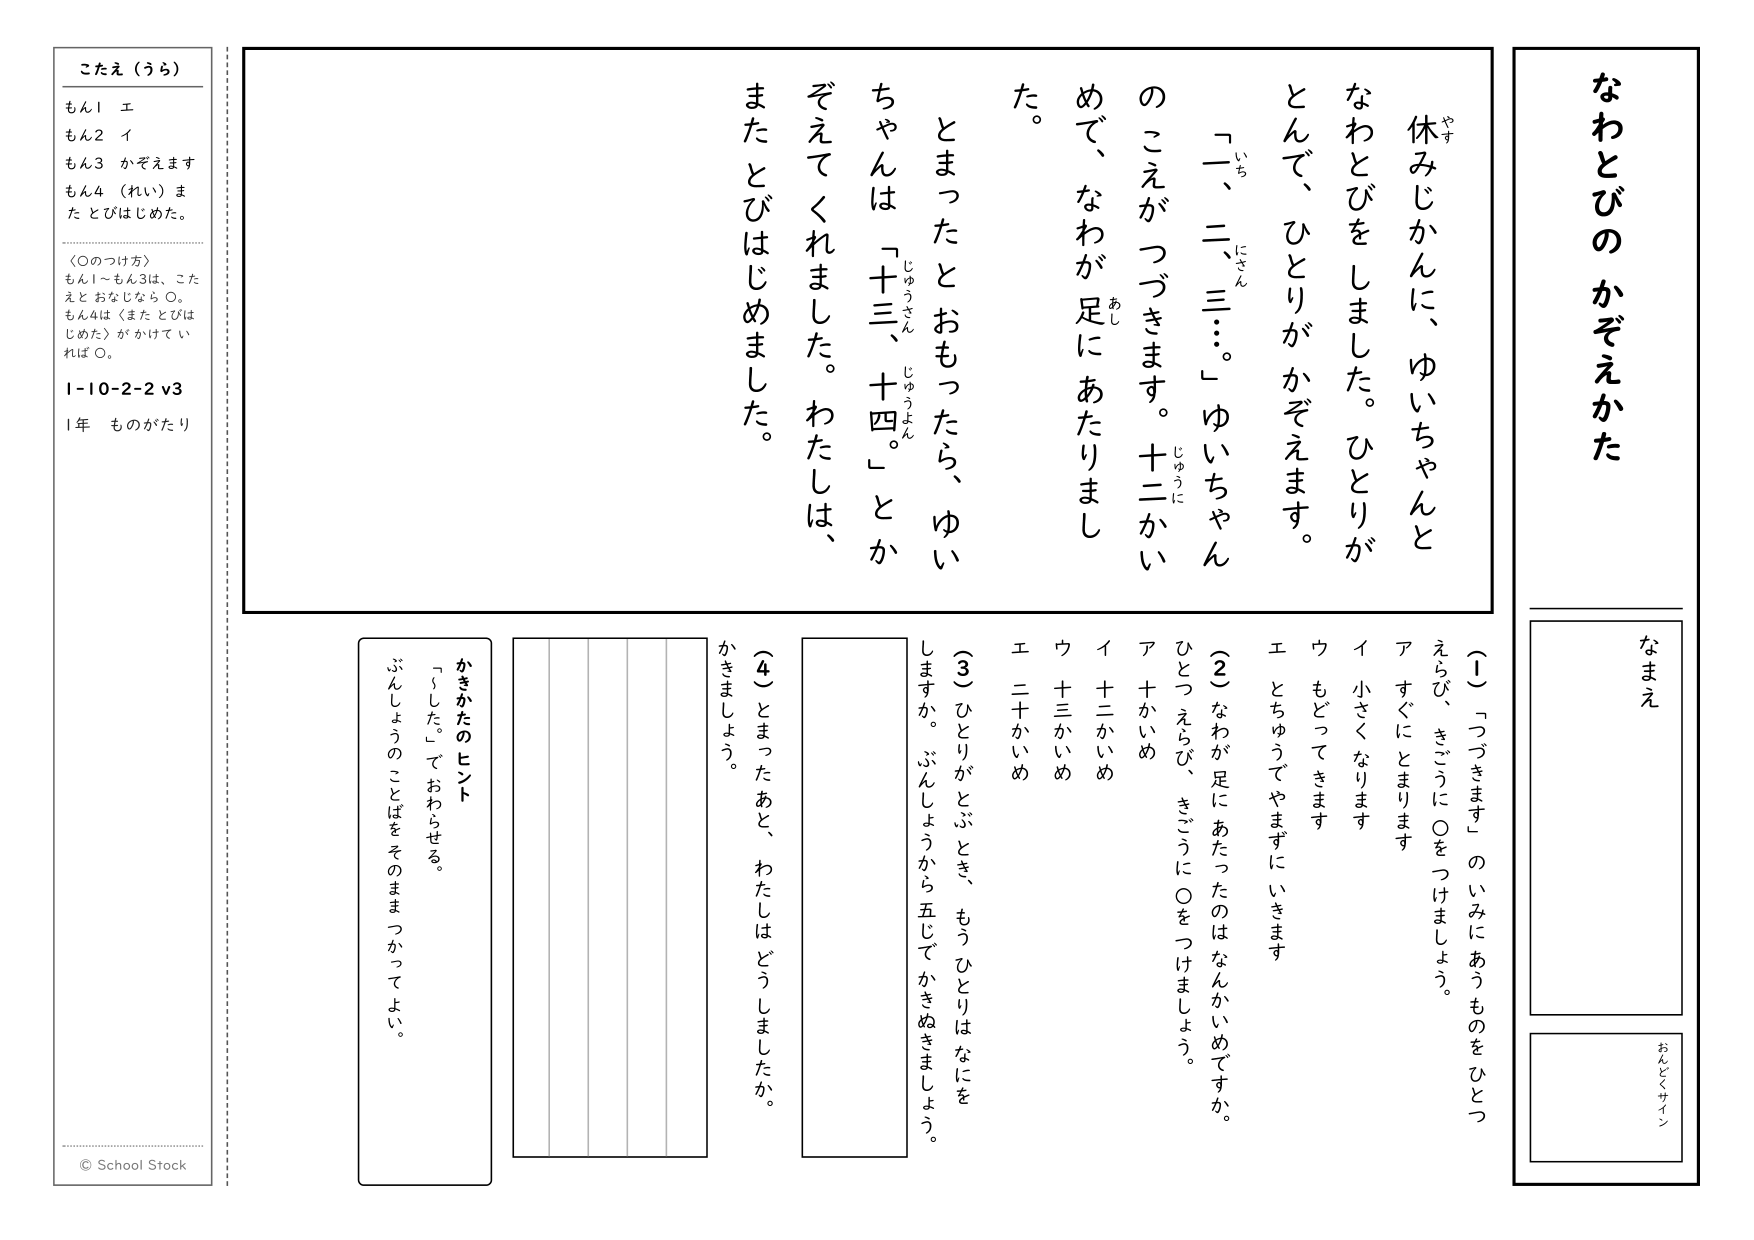 なわとびの かぞえかた
なまえ
おんどくサイン
休みじかんに、ゆいちゃんと
やす
なわとびを しました。ひとりが
とんで、ひとりが かぞえます。
「一、二、三…。」ゆいちゃん
いち にさん
の こえが つづきます。十二かい
じゅうに
めで、なわが 足に あたりまし
あし
た。
とまった と おもったら、ゆい
ちゃんは 「十三、十四。」と か
じゅうさん じゅうよん
ぞえて くれました。わたしは、
また とびはじめました。
(1) 「つづきます」 の いみに あう ものを ひとつ
えらび、 きごうに ○を つけましょう。
ア すぐに とまります
イ 小さく なります
ウ もどって きます
エ とちゅうで やまずに いきます
(2) なわが 足に あたったのは なんかいめですか。
ひとつ えらび、 きごうに ○を つけましょう。
ア 十かいめ
イ 十二かいめ
ウ 十三かいめ
エ 二十かいめ
(3) ひとりが とぶ とき、 もう ひとりは なにを
しますか。 ぶんしょうから 五じで かきぬきましょう。
(4) とまった あと、 わたしは どう しましたか。
かきましょう。
かきかたの ヒント
「~した。」で おわらせる。
ぶんしょうの ことばを そのまま つかって よい。
こたえ(うら)
もん1 エ
もん2 イ
もん3 かぞえます
もん4 (れい)ま
た とびはじめた。
〈○のつけ方〉
もん1~もん3は、こた
えと おなじなら ○。
もん4は〈また とびは
じめた〉が かけて い
れば ○。
1-10-2-2 v3
1年 ものがたり
© School Stock